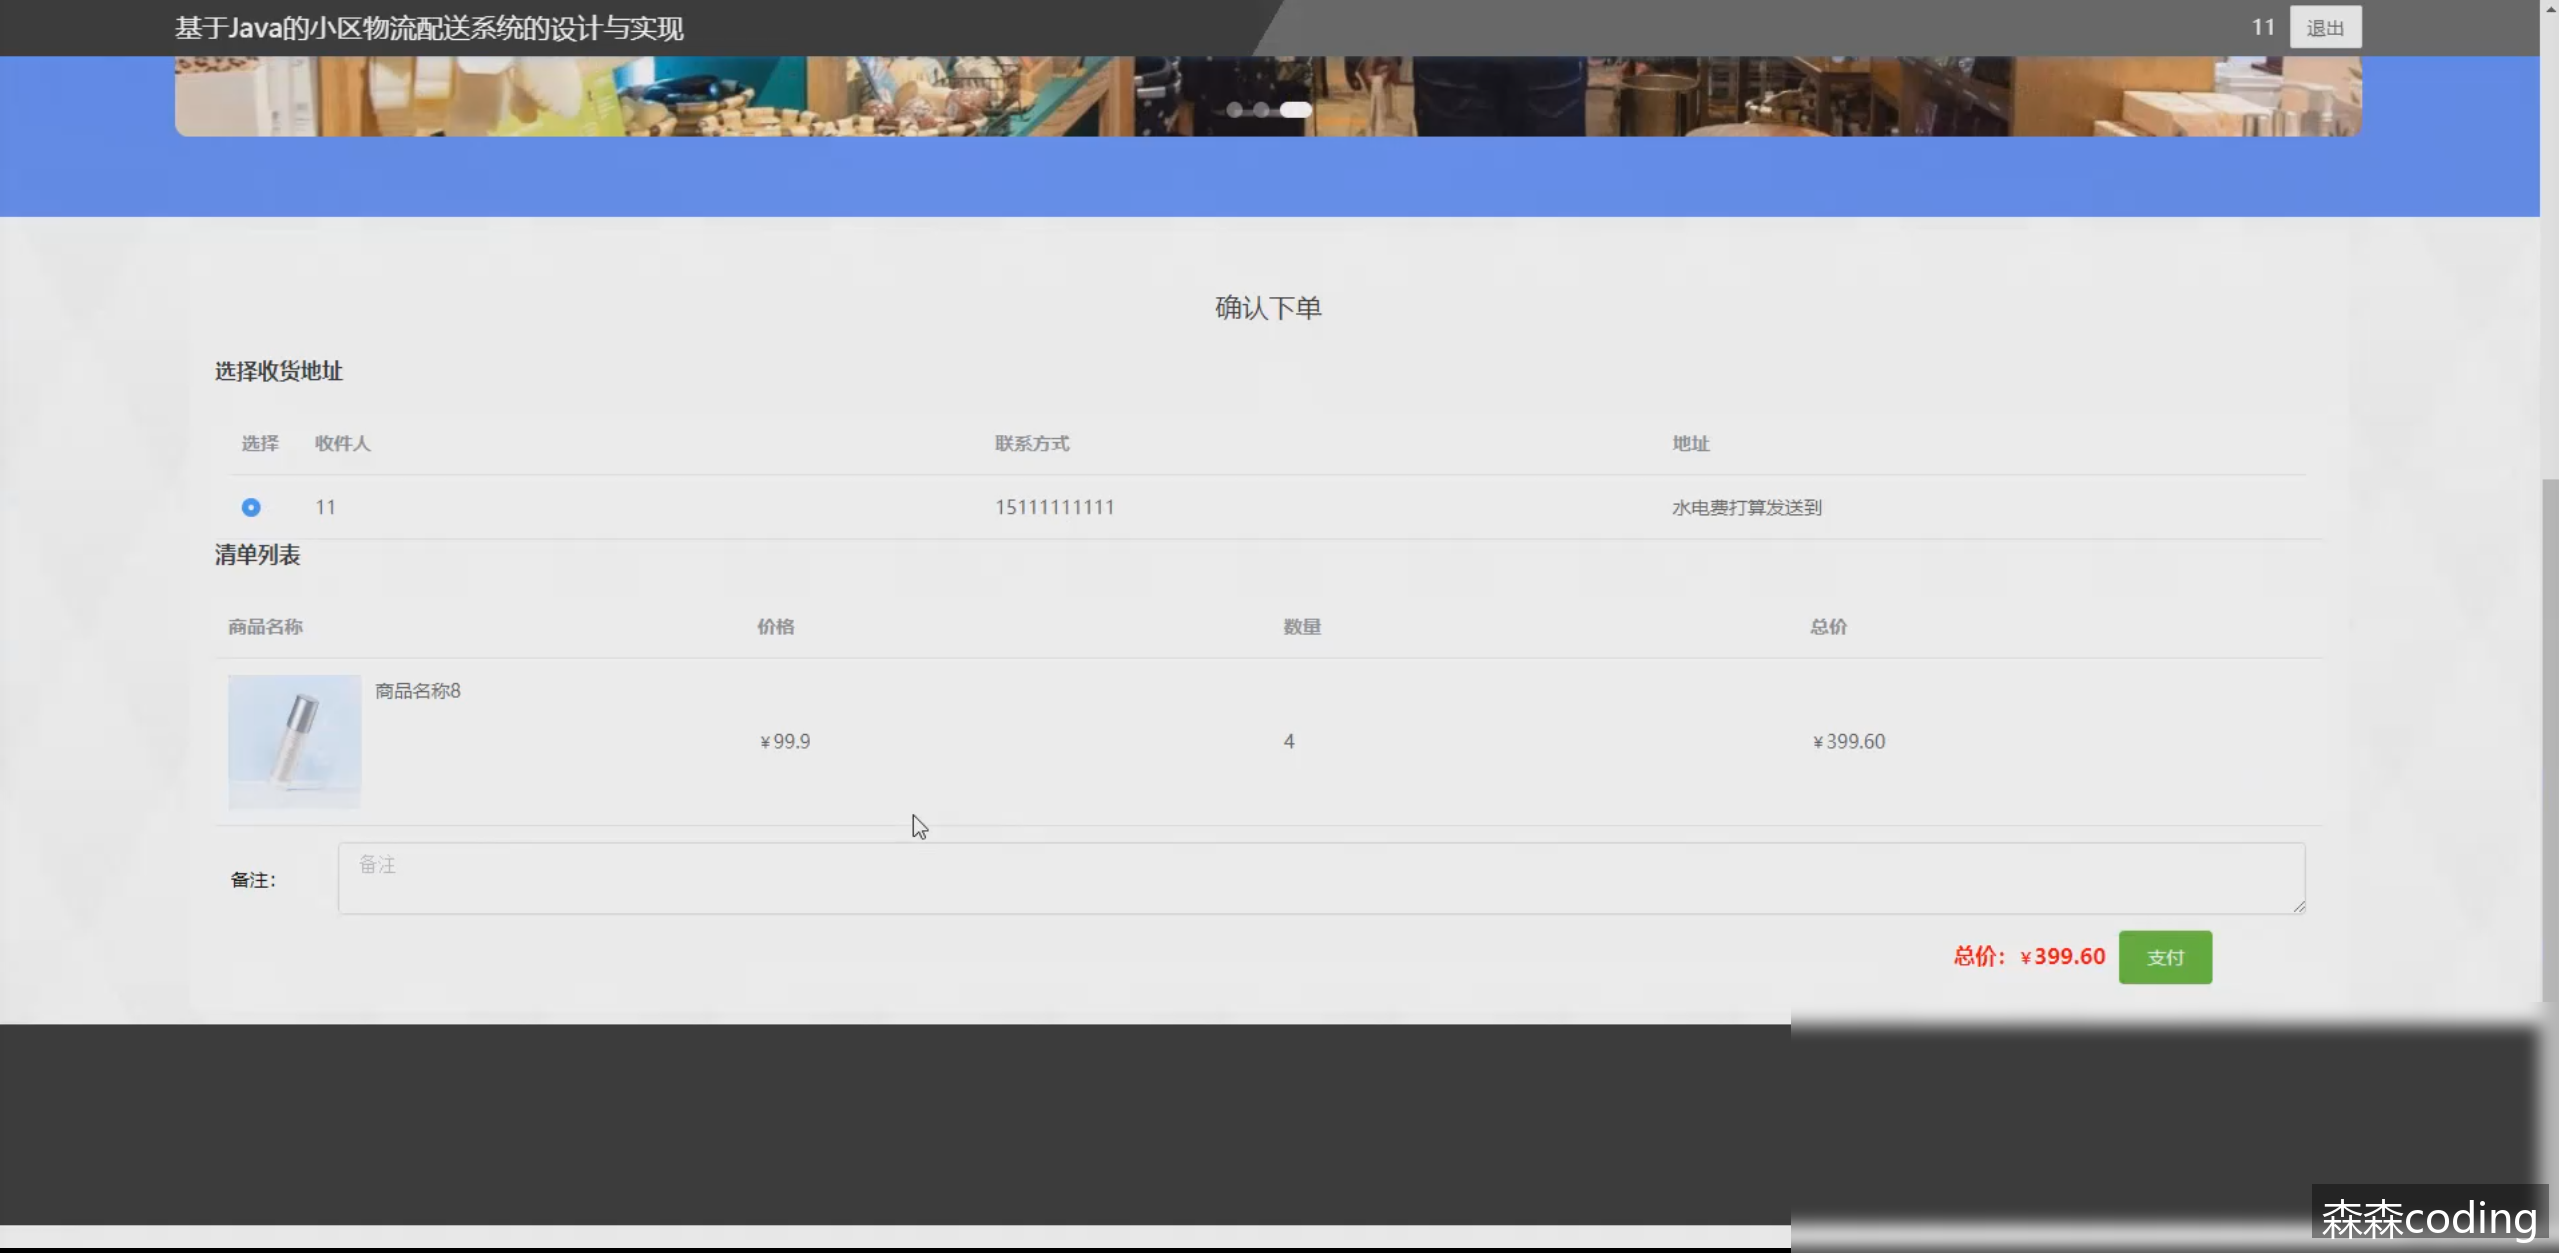 基于Java的小区物流配送系统的设计与实现
11 退出
确认下单
选择收货地址
选择 收件人 联系方式 地址
11 15111111111 水电费打算发送到
清单列表
商品名称 价格 数量 总价
商品名称8
¥99.9 4 ¥399.60
备注
备注：
总价：¥399.60 支付
森森coding